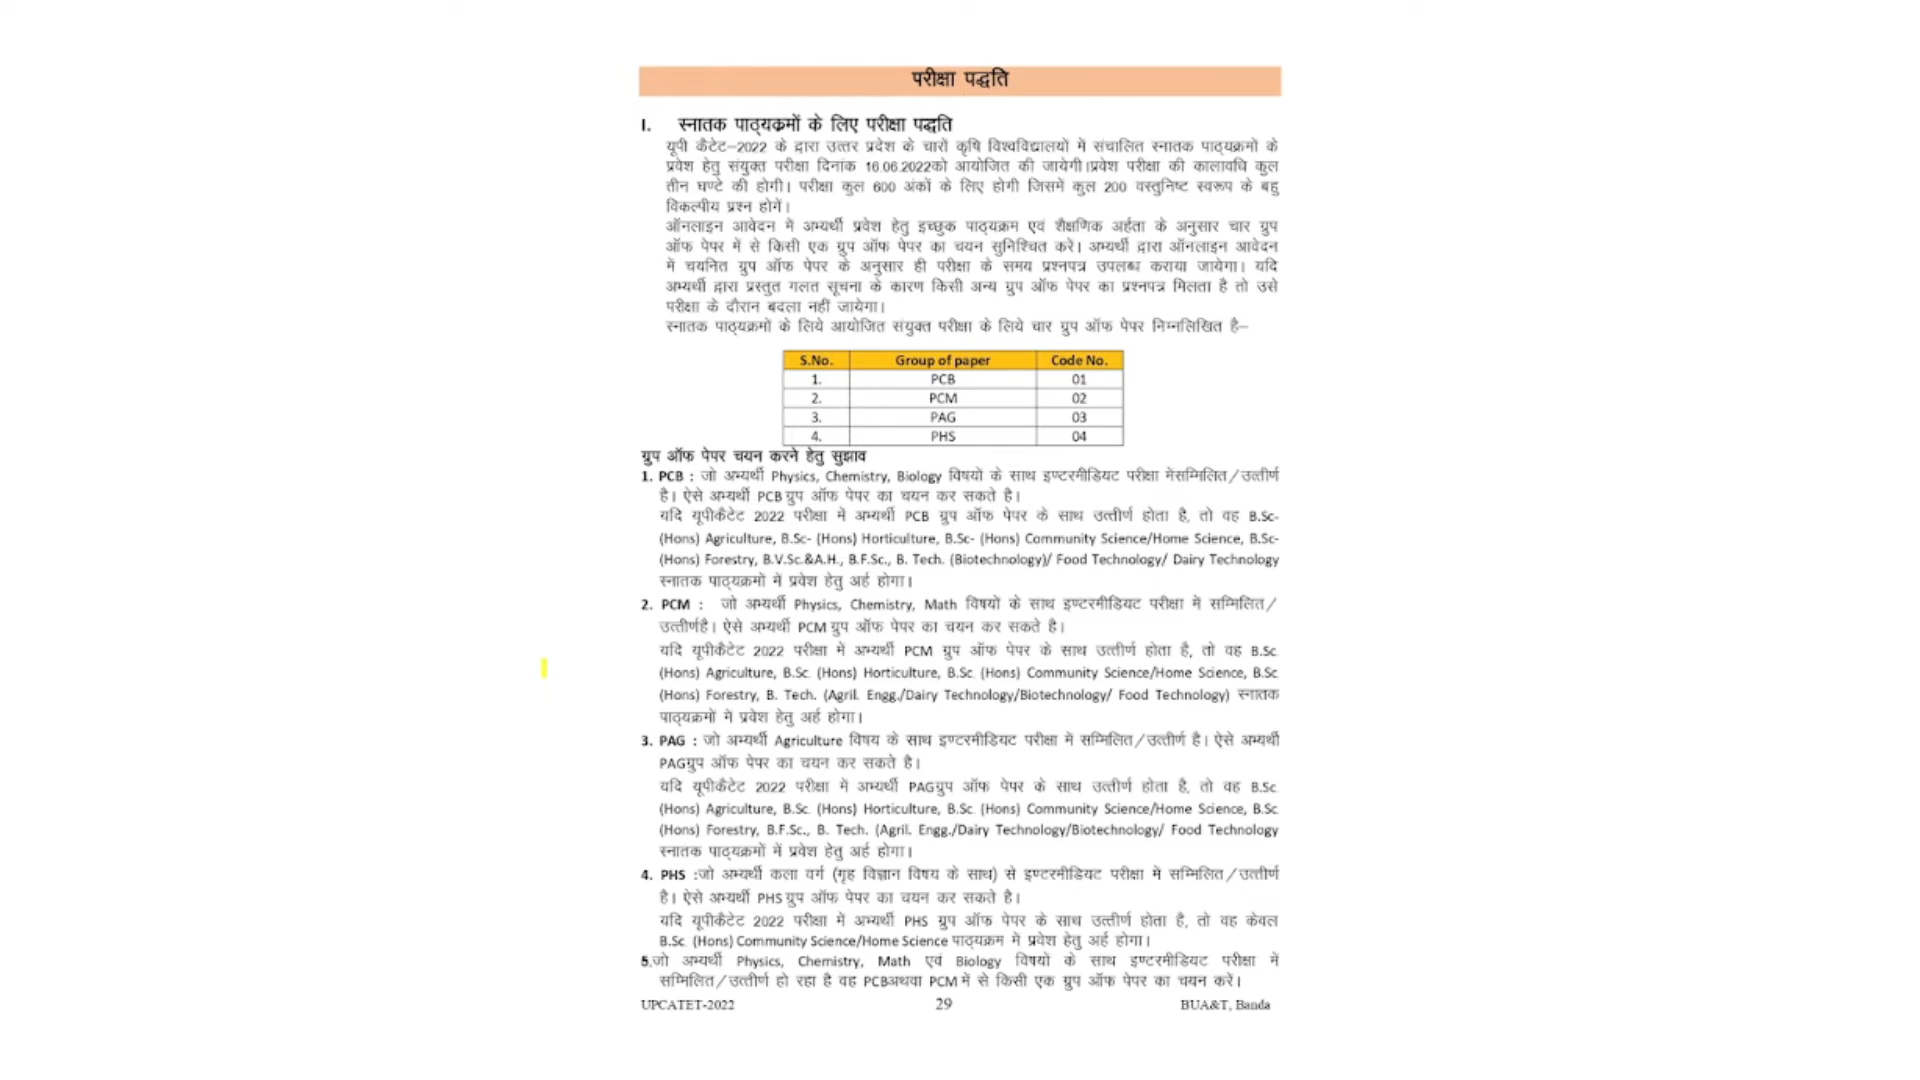 परीक्षा पद्धति
I. स्नातक पाठ्यक्रमों के लिए परीक्षा पद्धति
यूपी कैटेट–2022 के द्वारा उत्तर प्रदेश के चारों कृषि विश्वविद्यालयों में संचालित स्नातक पाठ्यक्रमों के
प्रवेश हेतु संयुक्त परीक्षा दिनांक 16.06.2022को आयोजित की जायेगी।प्रवेश परीक्षा की कालावधि कुल
तीन घण्टे की होगी। परीक्षा कुल 600 अंकों के लिए होगी जिसमें कुल 200 वस्तुनिष्ट स्वरूप के बहु
विकल्पीय प्रश्न होगें।
ऑनलाइन आवेदन में अभ्यर्थी प्रवेश हेतु इच्छुक पाठ्यक्रम एवं शैक्षणिक अर्हता के अनुसार चार ग्रुप
ऑफ पेपर में से किसी एक ग्रुप ऑफ पेपर का चयन सुनिश्चित करें। अभ्यर्थी द्वारा ऑनलाइन आवेदन
में चयनित ग्रुप ऑफ पेपर के अनुसार ही परीक्षा के समय प्रश्नपत्र उपलब्ध कराया जायेगा। यदि
अभ्यर्थी द्वारा प्रस्तुत गलत सूचना के कारण किसी अन्य ग्रुप ऑफ पेपर का प्रश्नपत्र मिलता है तो उसे
परीक्षा के दौरान बदला नहीं जायेगा।
स्नातक पाठ्यक्रमों के लिये आयोजित संयुक्त परीक्षा के लिये चार ग्रुप ऑफ पेपर निम्नलिखित है–
S.No. Group of paper Code No.
1. PCB 01
2. PCM 02
3. PAG 03
4. PHS 04
ग्रुप ऑफ पेपर चयन करने हेतु सुझाव
1. PCB : जो अभ्यर्थी Physics, Chemistry, Biology विषयों के साथ इण्टरमीडियट परीक्षा मेंसम्मिलित/उत्तीर्ण
है। ऐसे अभ्यर्थी PCB ग्रुप ऑफ पेपर का चयन कर सकते है।
यदि यूपीकैटेट 2022 परीक्षा में अभ्यर्थी PCB ग्रुप ऑफ पेपर के साथ उत्तीर्ण होता है, तो वह B.Sc-
(Hons) Agriculture, B.Sc- (Hons) Horticulture, B.Sc- (Hons) Community Science/Home Science, B.Sc-
(Hons) Forestry, B.V.Sc.&A.H., B.F.Sc., B. Tech. (Biotechnology)/ Food Technology/ Dairy Technology
स्नातक पाठ्यक्रमों में प्रवेश हेतु अर्ह होगा।
2. PCM : जो अभ्यर्थी Physics, Chemistry, Math विषयों के साथ इण्टरमीडियट परीक्षा में सम्मिलित/
उत्तीर्णहै। ऐसे अभ्यर्थी PCM ग्रुप ऑफ पेपर का चयन कर सकते है।
यदि यूपीकैटेट 2022 परीक्षा में अभ्यर्थी PCM ग्रुप ऑफ पेपर के साथ उत्तीर्ण होता है, तो वह B.Sc.
(Hons) Agriculture, B.Sc. (Hons) Horticulture, B.Sc. (Hons) Community Science/Home Science, B.Sc.
(Hons) Forestry, B. Tech. (Agril. Engg./Dairy Technology/Biotechnology/ Food Technology) स्नातक
पाठ्यक्रमों में प्रवेश हेतु अर्ह होगा।
3. PAG : जो अभ्यर्थी Agriculture विषय के साथ इण्टरमीडियट परीक्षा में सम्मिलित/उत्तीर्ण है। ऐसे अभ्यर्थी
PAGग्रुप ऑफ पेपर का चयन कर सकते है।
यदि यूपीकैटेट 2022 परीक्षा में अभ्यर्थी PAGग्रुप ऑफ पेपर के साथ उत्तीर्ण होता है, तो वह B.Sc.
(Hons) Agriculture, B.Sc. (Hons) Horticulture, B.Sc. (Hons) Community Science/Home Science, B.Sc.
(Hons) Forestry, B.F.Sc., B. Tech. (Agril. Engg./Dairy Technology/Biotechnology/ Food Technology
स्नातक पाठ्यक्रमों में प्रवेश हेतु अर्ह होगा।
4. PHS :जो अभ्यर्थी कला वर्ग (गृह विज्ञान विषय के साथ) से इण्टरमीडियट परीक्षा में सम्मिलित/उत्तीर्ण
है। ऐसे अभ्यर्थी PHS ग्रुप ऑफ पेपर का चयन कर सकते है।
यदि यूपीकैटेट 2022 परीक्षा में अभ्यर्थी PHS ग्रुप ऑफ पेपर के साथ उत्तीर्ण होता है, तो वह केवल
B.Sc. (Hons) Community Science/Home Science पाठ्यक्रम में प्रवेश हेतु अर्ह होगा।
5.जो अभ्यर्थी Physics, Chemistry, Math एवं Biology विषयों के साथ इण्टरमीडियट परीक्षा में
सम्मिलित/उत्तीर्ण हो रहा है वह PCBअथवा PCM में से किसी एक ग्रुप ऑफ पेपर का चयन करें।
UPCATET-2022 29 BUA&T, Banda